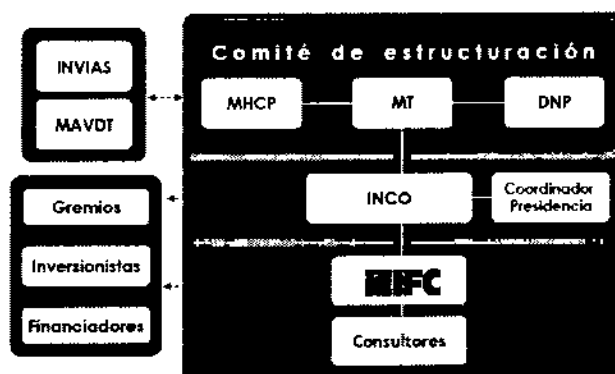 Comité de estructuración
INVIAS
MAVDT
MHCP
MT
DNP
Gremios
Inversionistas
Financiadores
INCO
Coordinador
Presidencia
IFC
Consultores